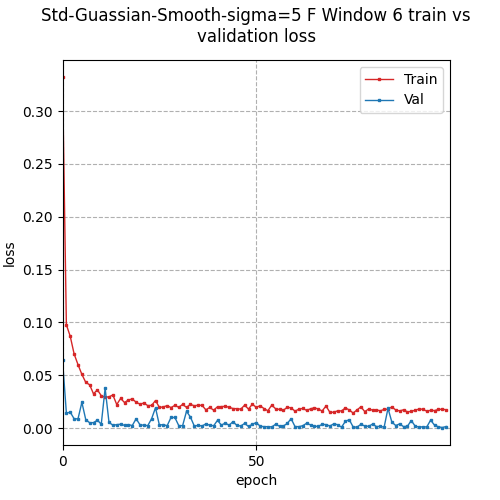 Std-Guassian-Smooth-sigma=5 F Window 6 train vs
validation loss
Train
Val
0.30
0.25
0.20
0.15
0.10
0.05
0.00
loss
0
50
epoch